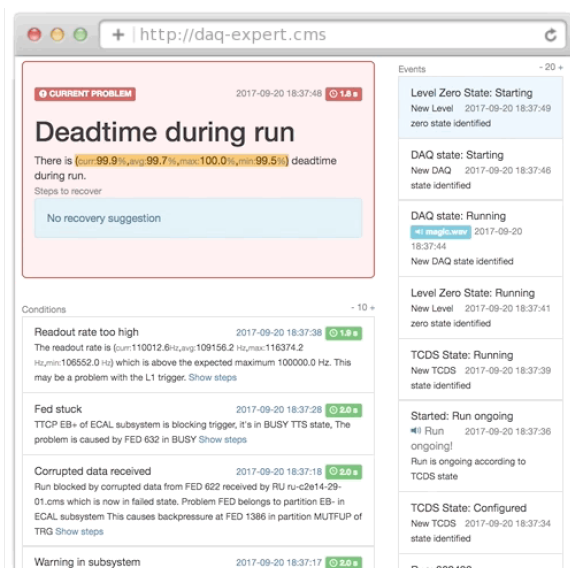 + http://daq-expert.cms
CURRENT PROBLEM 2017-09-20 18:37:48 1.8 s
Deadtime during run
There is (curr:99.9%,avg:99.7%,max:100.0%,min:99.5%) deadtime
during run.
Steps to recover
No recovery suggestion
Conditions - 10 +
Readout rate too high 2017-09-20 18:37:38 1.9 s
The readout rate is (curr:110012.6Hz,avg:109156.2 Hz,max:116374.2
Hz,min:106552.0 Hz) which is above the expected maximum 100000.0 Hz. This
may be a problem with the L1 trigger. Show steps
Fed stuck 2017-09-20 18:37:28 2.0 s
TTCP EB+ of ECAL subsystem is blocking trigger, it's in BUSY TTS state, The
problem is caused by FED 632 in BUSY Show steps
Corrupted data received 2017-09-20 18:37:18 2.0 s
Run blocked by corrupted data from FED 622 received by RU ru-c2e14-29-
01.cms which is now in failed state. Problem FED belongs to partition EB- in
ECAL subsystem This causes backpressure at FED 1386 in partition MUTFUP of
TRG Show steps
Warning in subsystem 2017-09-20 18:37:17 2.0 s
Events - 20 +
Level Zero State: Starting
New Level 2017-09-20 18:37:49
zero state identified
DAQ state: Starting
New DAQ 2017-09-20 18:37:46
state identified
DAQ state: Running
magic.wav 2017-09-20
18:37:44
New DAQ state identified
Level Zero State: Running
New Level 2017-09-20 18:37:41
zero state identified
TCDS State: Running
New TCDS 2017-09-20 18:37:39
state identified
Started: Run ongoing
Run 2017-09-20 18:37:36
ongoing!
Run is ongoing according to
TCDS state
TCDS State: Configured
New TCDS 2017-09-20 18:37:34
state identified